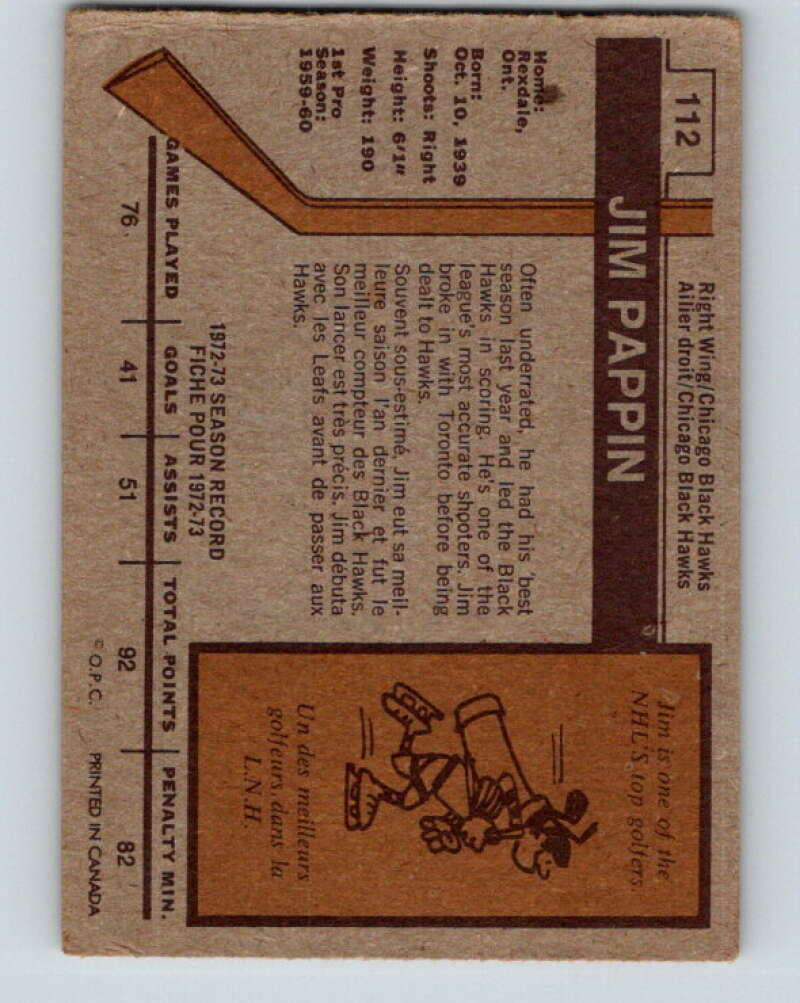 112
Right Wing/Chicago Black Hawks
Ailier droit/Chicago Black Hawks
JIM PAPPIN
Home:
Rexdale,
Ont.
Born:
Oct. 10, 1939
Shoots: Right
Height: 6'1"
Weight: 190
1st Pro
Season:
1959-60
Often underrated, he had his best
season last year and led the Black
Hawks in scoring. He's one of the
league's most accurate shooters. Jim
broke in with Toronto before being
dealt to Hawks.
Souvent sous-estimé, Jim eut sa meil-
leure saison l'an dernier et fut le
meilleur compteur des Black Hawks.
Son lancer est très précis. Jim débuta
avec les Leafs avant de passer aux
Hawks.
Jim is one of the
NHL'S top golfers.
Un des meilleurs
golfeurs dans la
L.N.H.
1972-73 SEASON RECORD
FICHE POUR 1972-73
GAMES PLAYED GOALS ASSISTS TOTAL POINTS PENALTY MIN.
76 41 51 92 82
© O.P.C. PRINTED IN CANADA